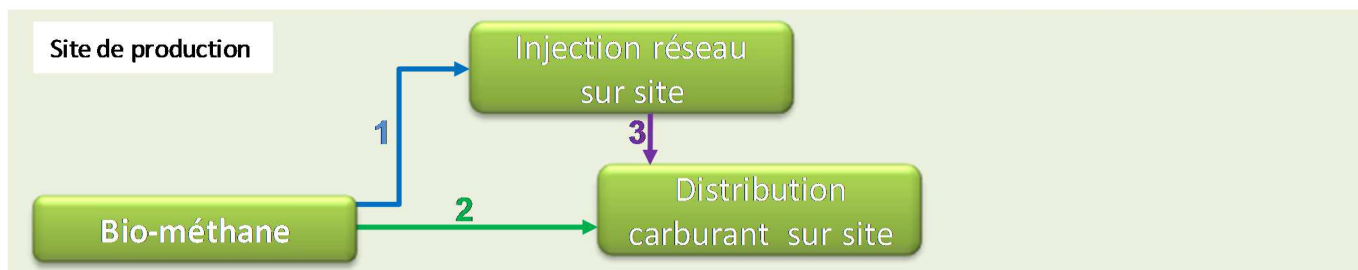 Site de production
Injection réseau
sur site
1
3
Distribution
carburant sur site
2
Bio-méthane